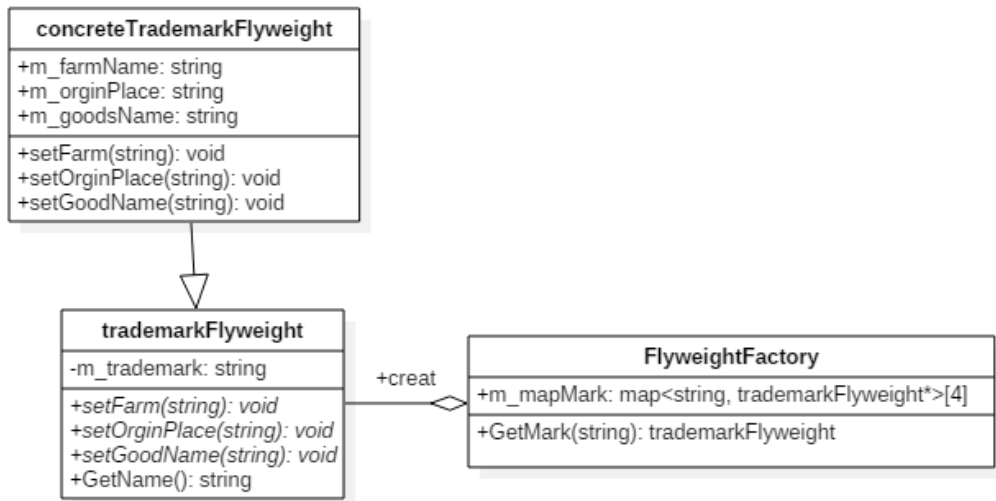 concreteTrademarkFlyweight
+m_farmName: string
+m_orginPlace: string
+m_goodsName: string
+setFarm(string): void
+setOrginPlace(string): void
+setGoodName(string): void
trademarkFlyweight
-m_trademark: string
+setFarm(string): void
+setOrginPlace(string): void
+setGoodName(string): void
+GetName(): string
+creat
FlyweightFactory
+m_mapMark: map<string, trademarkFlyweight*>[4]
+GetMark(string): trademarkFlyweight